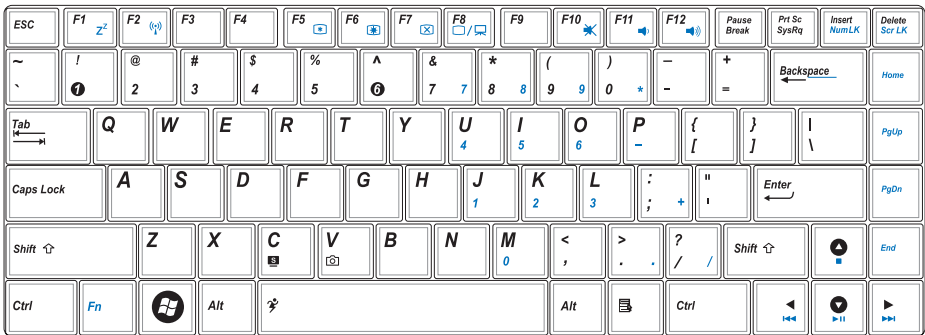 ESC F1 Zz F2 F3 F4 F5 F6 F7 F8 F9 F10 F11 F12 Pause Break Prt Sc SysRq Insert NumLK Delete Scr LK
~ ` ! 1 @ 2 # 3 $ 4 % 5 ^ 6 & 7 7 * 8 8 ( 9 9 ) 0 * _ - + = Backspace Home
Tab Q W E R T Y U 4 I 5 O 6 P - { [ } ] | \ PgUp
Caps Lock A S D F G H J 1 K 2 L 3 : ; + " ' Enter PgDn
Shift Z X C S V B N M 0 < , > . . ? / / Shift End
Ctrl Fn Alt Alt Ctrl